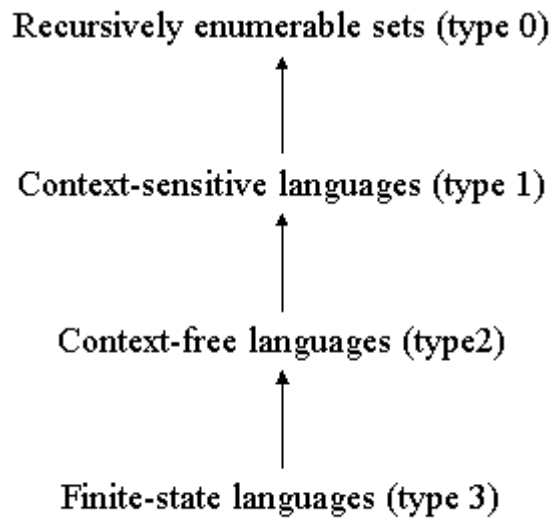 Recursively enumerable sets (type 0)
Context-sensitive languages (type 1)
Context-free languages (type2)
Finite-state languages (type 3)